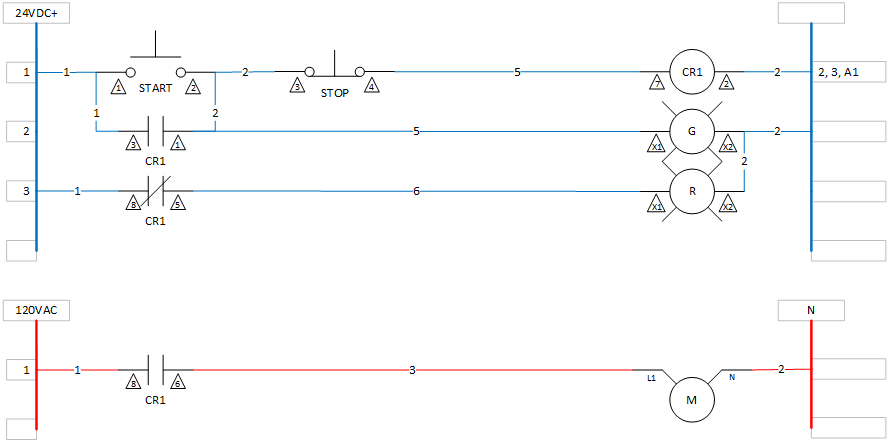 24VDC+
1 1 2 5 2 2, 3, A1
CR1
1 2 3 4 7 2
START STOP
1 2
2 5 G 2
3 1 X1 X2
CR1 2
3 1 6 R
8 5 X1 X2
CR1
120VAC N
1 1 3 2
8 6 L1 N
CR1 M